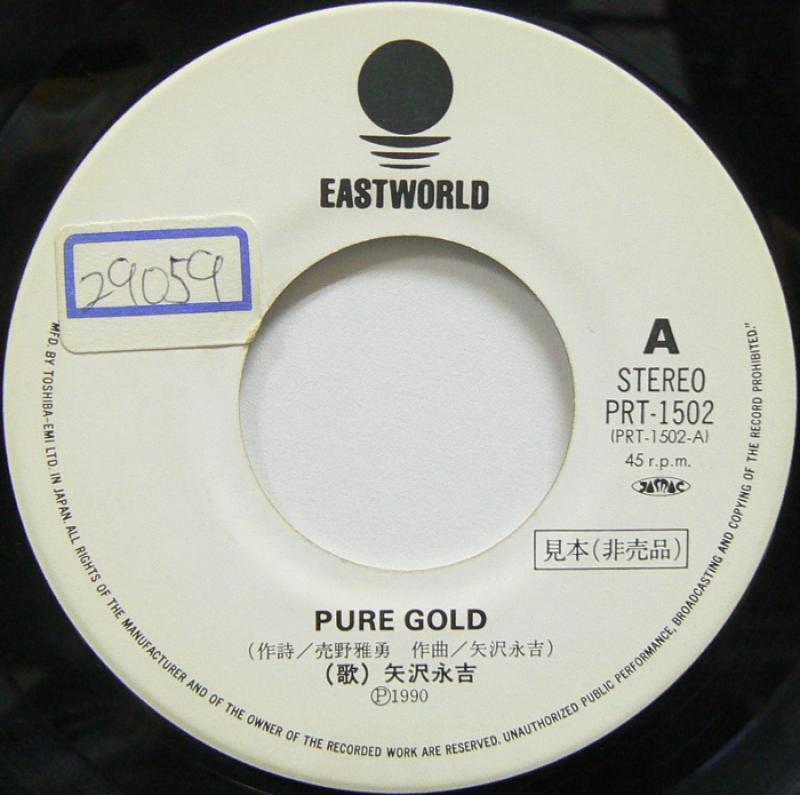 EASTWORLD
29059
A
STEREO
PRT-1502
(PRT-1502-A)
45 r.p.m.
JASRAC
見本(非売品)
PURE GOLD
(作詩/売野雅勇 作曲/矢沢永吉)
(歌) 矢沢永吉
Ⓟ1990
MFD. BY TOSHIBA-EMI LTD. IN JAPAN. ALL RIGHTS OF THE MANUFACTURER AND OF THE OWNER OF THE RECORDED WORK ARE RESERVED. UNAUTHORIZED PUBLIC PERFORMANCE, BROADCASTING AND COPYING OF THE RECORD PROHIBITED."